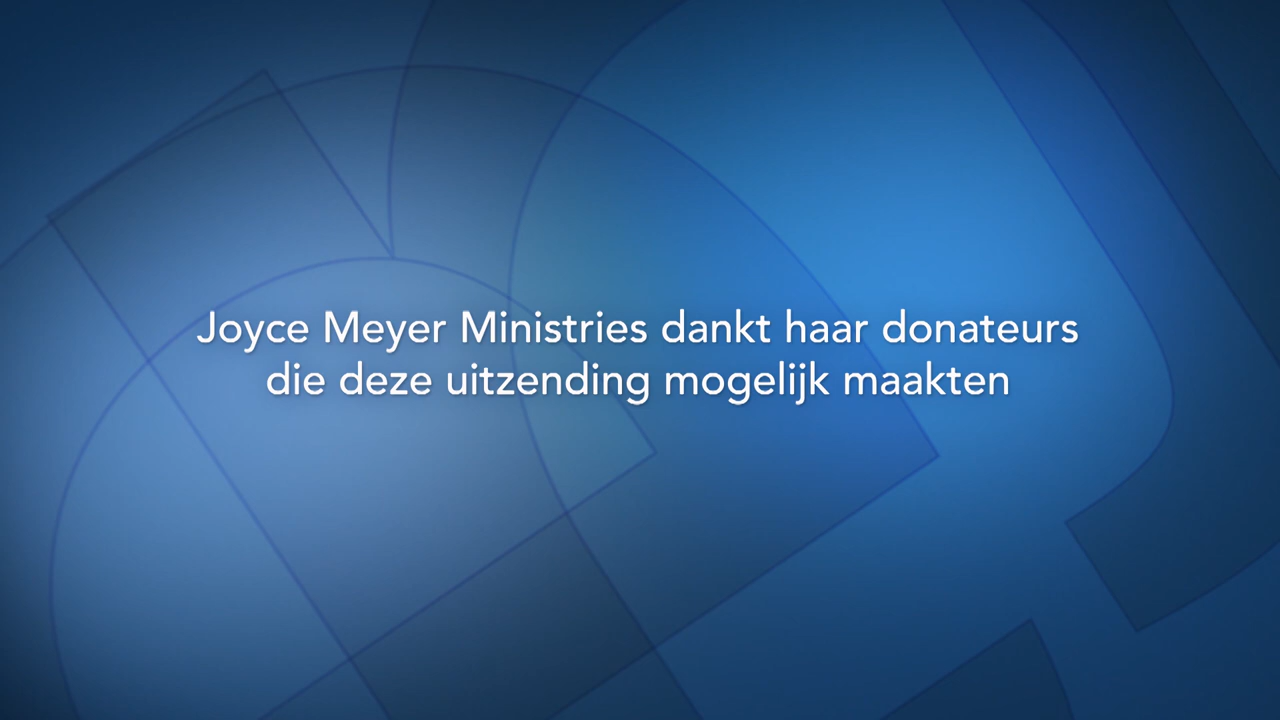 Joyce Meyer Ministries dankt haar donateurs
die deze uitzending mogelijk maakten